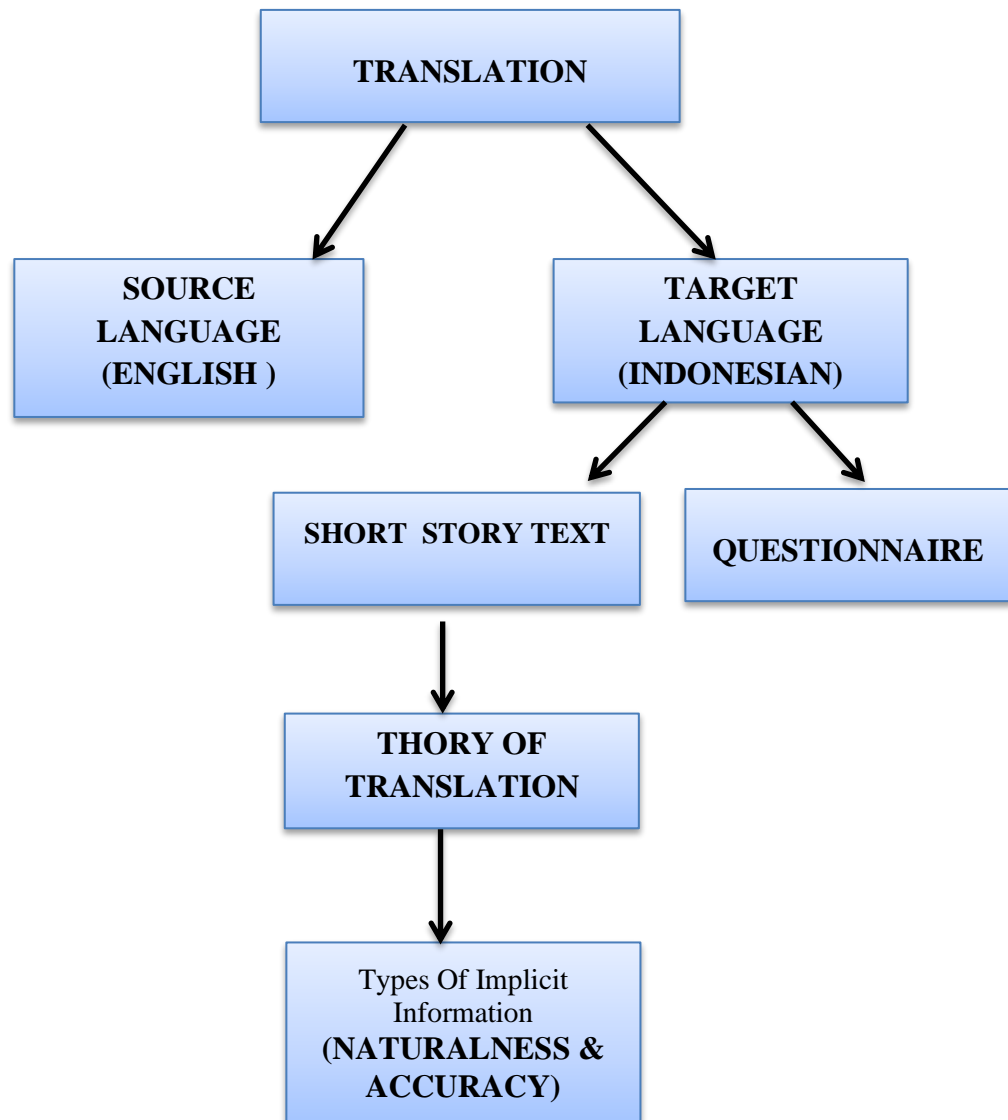 TRANSLATION
SOURCE
LANGUAGE
(ENGLISH )
TARGET
LANGUAGE
(INDONESIAN)
SHORT  STORY TEXT
QUESTIONNAIRE
THORY OF
TRANSLATION
Types Of Implicit
Information
(NATURALNESS &
ACCURACY)